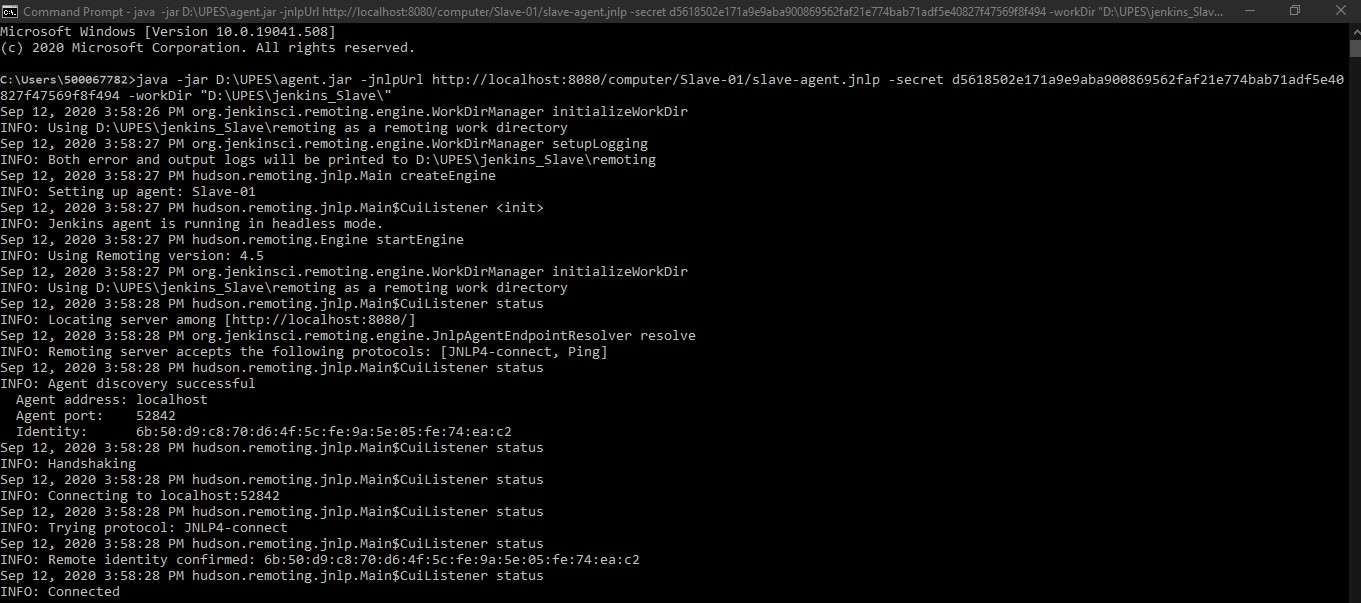 Command Prompt - java -jar D:\UPES\agent.jar -jnlpUrl http://localhost:8080/computer/Slave-01/slave-agent.jnlp -secret d5618502e171a9e9aba900869562faf21e774bab71adf5e40827f47569f8f494 -workDir "D:\UPES\jenkins_Slav...
Microsoft Windows [Version 10.0.19041.508]
(c) 2020 Microsoft Corporation. All rights reserved.
C:\Users\500067782>java -jar D:\UPES\agent.jar -jnlpUrl http://localhost:8080/computer/Slave-01/slave-agent.jnlp -secret d5618502e171a9e9aba900869562faf21e774bab71adf5e40
827f47569f8f494 -workDir "D:\UPES\jenkins_Slave\"
Sep 12, 2020 3:58:26 PM org.jenkinsci.remoting.engine.WorkDirManager initializeWorkDir
INFO: Using D:\UPES\jenkins_Slave\remoting as a remoting work directory
Sep 12, 2020 3:58:27 PM org.jenkinsci.remoting.engine.WorkDirManager setupLogging
INFO: Both error and output logs will be printed to D:\UPES\jenkins_Slave\remoting
Sep 12, 2020 3:58:27 PM hudson.remoting.jnlp.Main createEngine
INFO: Setting up agent: Slave-01
Sep 12, 2020 3:58:27 PM hudson.remoting.jnlp.Main$CuiListener <init>
INFO: Jenkins agent is running in headless mode.
Sep 12, 2020 3:58:27 PM hudson.remoting.Engine startEngine
INFO: Using Remoting version: 4.5
Sep 12, 2020 3:58:27 PM org.jenkinsci.remoting.engine.WorkDirManager initializeWorkDir
INFO: Using D:\UPES\jenkins_Slave\remoting as a remoting work directory
Sep 12, 2020 3:58:28 PM hudson.remoting.jnlp.Main$CuiListener status
INFO: Locating server among [http://localhost:8080/]
Sep 12, 2020 3:58:28 PM org.jenkinsci.remoting.engine.JnlpAgentEndpointResolver resolve
INFO: Remoting server accepts the following protocols: [JNLP4-connect, Ping]
Sep 12, 2020 3:58:28 PM hudson.remoting.jnlp.Main$CuiListener status
INFO: Agent discovery successful
Agent address: localhost
Agent port: 52842
Identity: 6b:50:d9:c8:70:d6:4f:5c:fe:9a:5e:05:fe:74:ea:c2
Sep 12, 2020 3:58:28 PM hudson.remoting.jnlp.Main$CuiListener status
INFO: Handshaking
Sep 12, 2020 3:58:28 PM hudson.remoting.jnlp.Main$CuiListener status
INFO: Connecting to localhost:52842
Sep 12, 2020 3:58:28 PM hudson.remoting.jnlp.Main$CuiListener status
INFO: Trying protocol: JNLP4-connect
Sep 12, 2020 3:58:28 PM hudson.remoting.jnlp.Main$CuiListener status
INFO: Remote identity confirmed: 6b:50:d9:c8:70:d6:4f:5c:fe:9a:5e:05:fe:74:ea:c2
Sep 12, 2020 3:58:28 PM hudson.remoting.jnlp.Main$CuiListener status
INFO: Connected